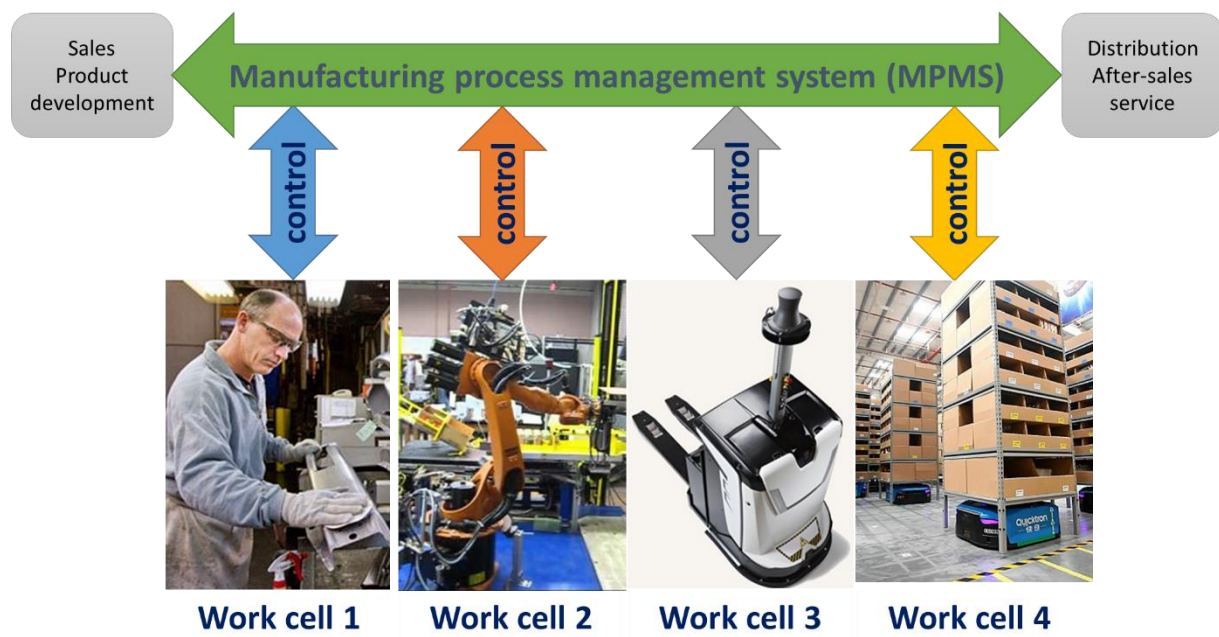 Sales
Product
development
Manufacturing process management system (MPMS)
Distribution
After-sales
service
control
control
control
control
Quicktron
Work cell 1
Work cell 2
Work cell 3
Work cell 4